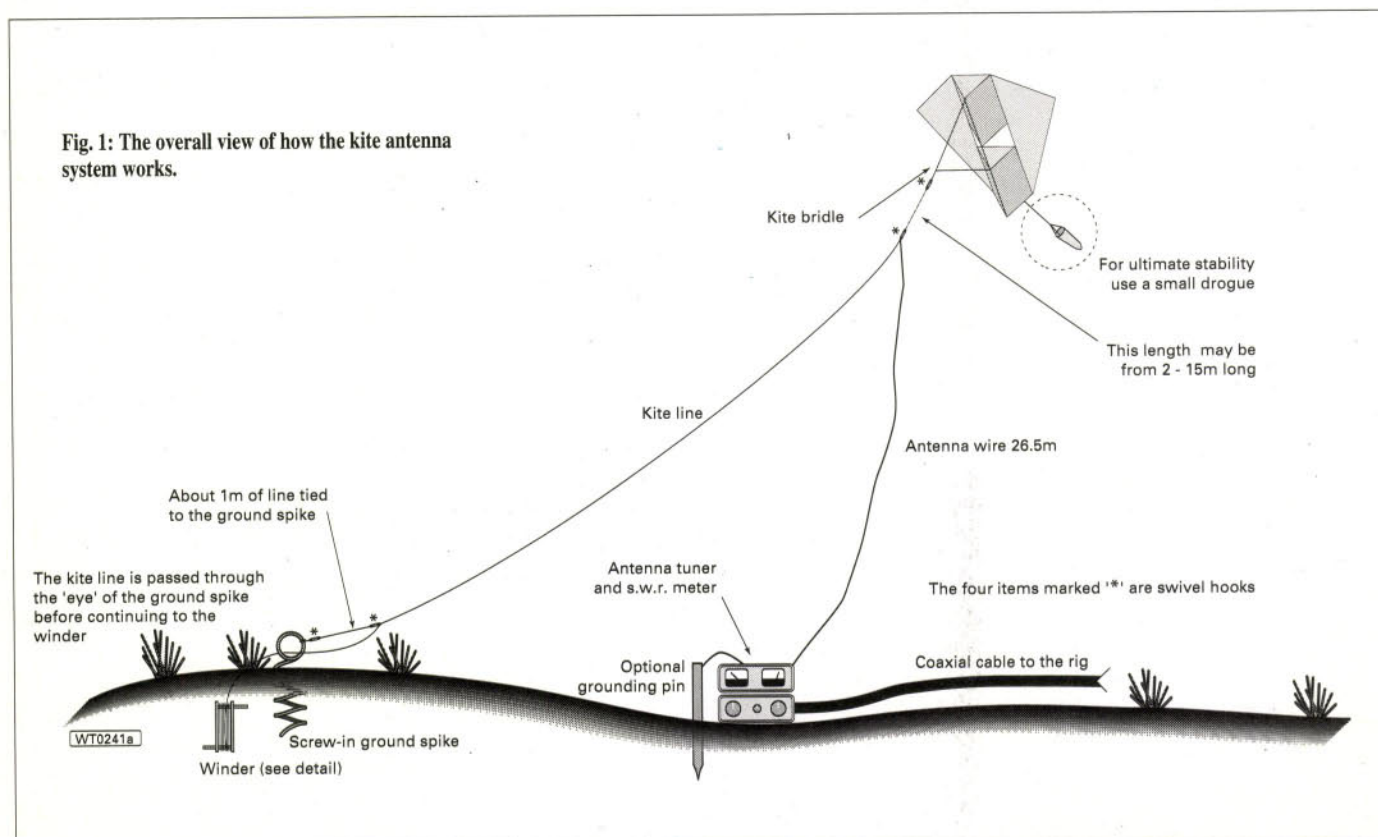 Fig. 1: The overall view of how the kite antenna
system works.
*
Kite bridle
*
For ultimate stability
use a small drogue
This length may be
from 2 - 15m long
Kite line
Antenna wire 26.5m
About 1m of line tied
to the ground spike
The kite line is passed through
the 'eye' of the ground spike
before continuing to the
winder
*
*
Antenna tuner
and s.w.r. meter
The four items marked '*' are swivel hooks
Optional
grounding pin
Coaxial cable to the rig
WT0241a
Screw-in ground spike
Winder (see detail)